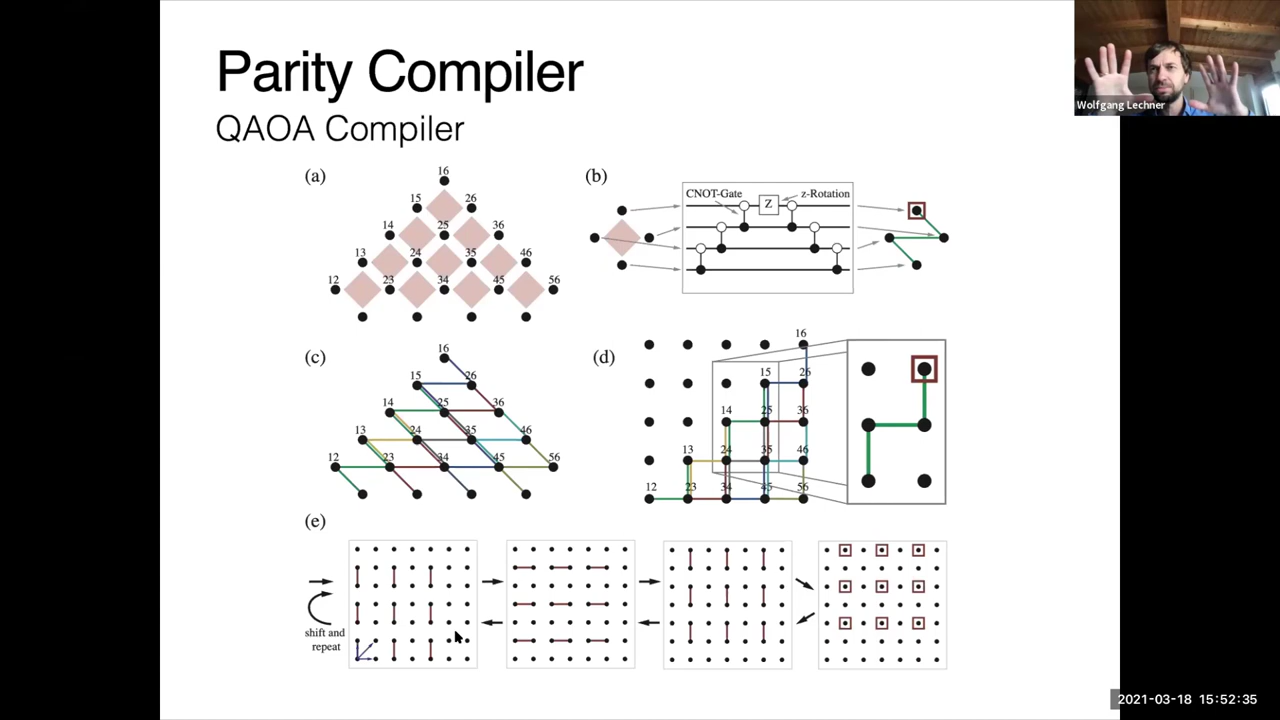 Parity Compiler
QAOA Compiler
Wolfgang Lechner
(a)
16
15 26
14 25 36
13 24 35 46
12 23 34 45 56
(b)
CNOT-Gate
Z
z-Rotation
(c)
16
15 26
14 25 36
13 24 35 46
12 23 34 45 56
(d)
16
15 26
14 25 36
13 24 35 46
12 23 34 45 56
(e)
shift and
repeat
2021-03-18 15:52:35